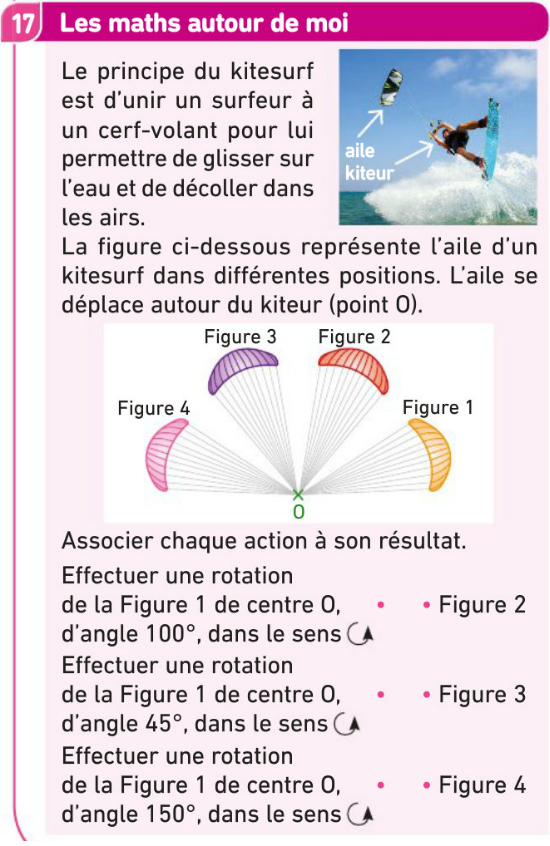 17 Les maths autour de moi
Le principe du kitesurf
est d'unir un surfeur à
un cerf-volant pour lui
permettre de glisser sur
l'eau et de décoller dans
les airs.
aile
kiteur
La figure ci-dessous représente l'aile d'un
kitesurf dans différentes positions. L'aile se
déplace autour du kiteur (point O).
Figure 3 Figure 2
Figure 4 Figure 1
O
Associer chaque action à son résultat.
Effectuer une rotation
de la Figure 1 de centre O, • • Figure 2
d'angle 100°, dans le sens
Effectuer une rotation
de la Figure 1 de centre O, • • Figure 3
d'angle 45°, dans le sens
Effectuer une rotation
de la Figure 1 de centre O, • • Figure 4
d'angle 150°, dans le sens